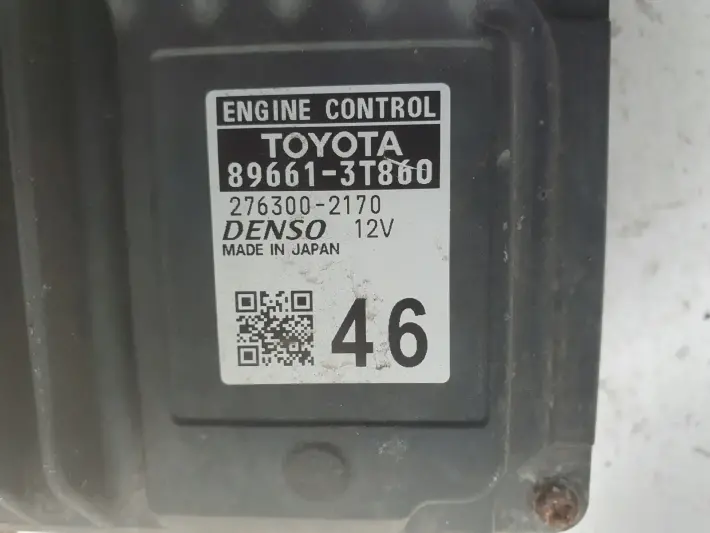 ENGINE CONTROL
TOYOTA
89661-3T860
276300-2170
DENSO 12V
MADE IN JAPAN
46